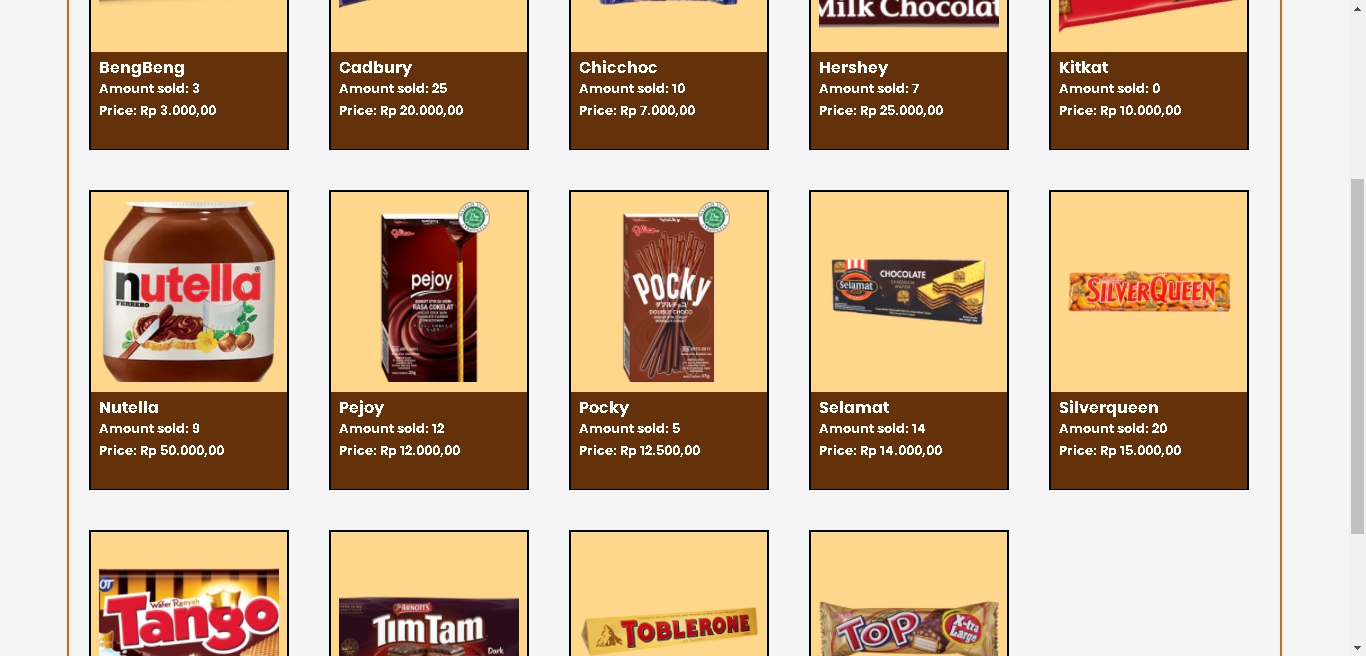 Milk Chocolat
BengBeng
Amount sold: 3
Price: Rp 3.000,00
Cadbury
Amount sold: 25
Price: Rp 20.000,00
Chicchoc
Amount sold: 10
Price: Rp 7.000,00
Hershey
Amount sold: 7
Price: Rp 25.000,00
Kitkat
Amount sold: 0
Price: Rp 10.000,00
nutella
FERRERO
Glico
pejoy
RASA COKELAT
Glico
POCKY
DOUBLE CHOCO
CHOCOLATE
Selamat
SANDWICH
WAFER
SILVERQUEEN
Nutella
Amount sold: 9
Price: Rp 50.000,00
Pejoy
Amount sold: 12
Price: Rp 12.000,00
Pocky
Amount sold: 5
Price: Rp 12.500,00
Selamat
Amount sold: 14
Price: Rp 14.000,00
Silverqueen
Amount sold: 20
Price: Rp 15.000,00
OT
Wafer Renyah
Tango
ARNOTT'S
TimTam
Dark
TOBLERONE
TOP
X-tra
Large